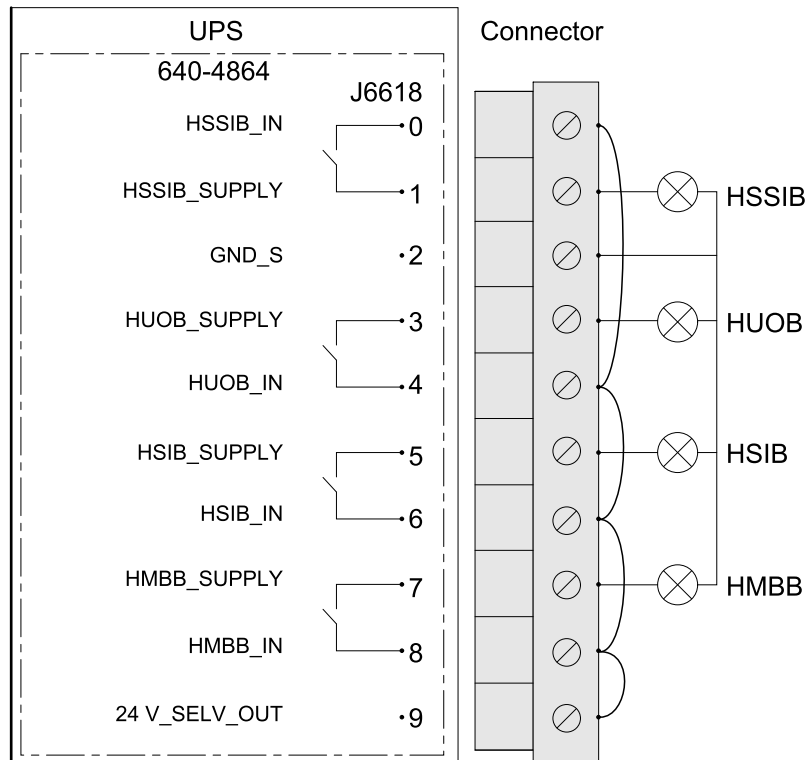 UPS
Connector
640-4864
J6618
HSSIB_IN
0
HSSIB_SUPPLY
1
HSSIB
GND_S
2
HUOB_SUPPLY
3
HUOB
HUOB_IN
4
HSIB_SUPPLY
5
HSIB
HSIB_IN
6
HMBB_SUPPLY
7
HMBB
HMBB_IN
8
24 V_SELV_OUT
9